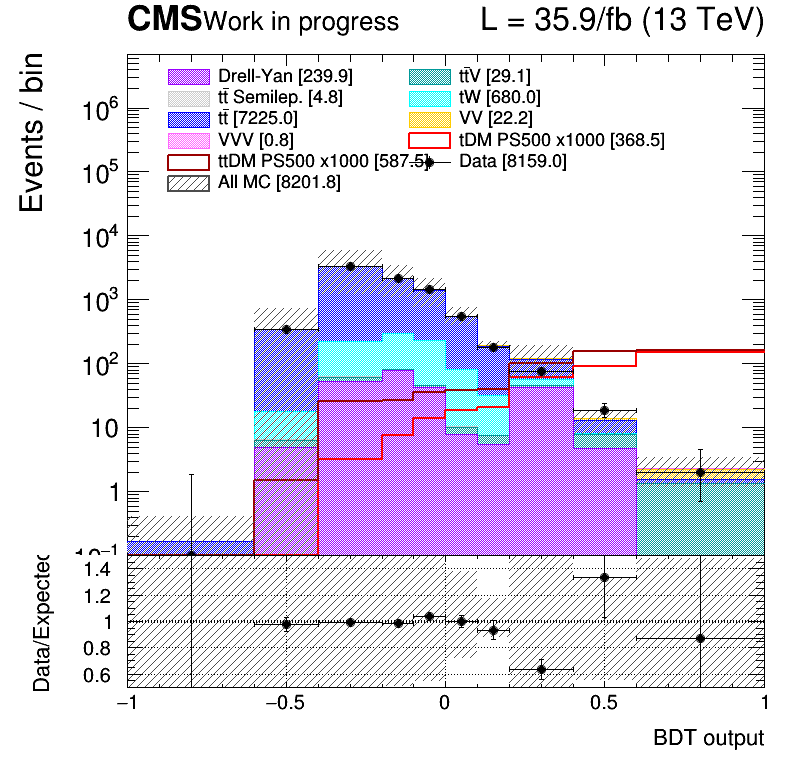 CMS Work in progress L = 35.9/fb (13 TeV)
Events / bin
Drell-Yan [239.9] tt̄V [29.1]
tt̄ Semilep. [4.8] tW [680.0]
tt̄ [7225.0] VV [22.2]
VVV [0.8] tDM PS500 x1000 [368.5]
ttDM PS500 x1000 [587.5] Data [8159.0]
All MC [8201.8]
10⁶
10⁵
10⁴
10³
10²
10
1
10⁻¹
Data/Expected
1.4
1.2
1
0.8
0.6
−1 −0.5 0 0.5 1
BDT output